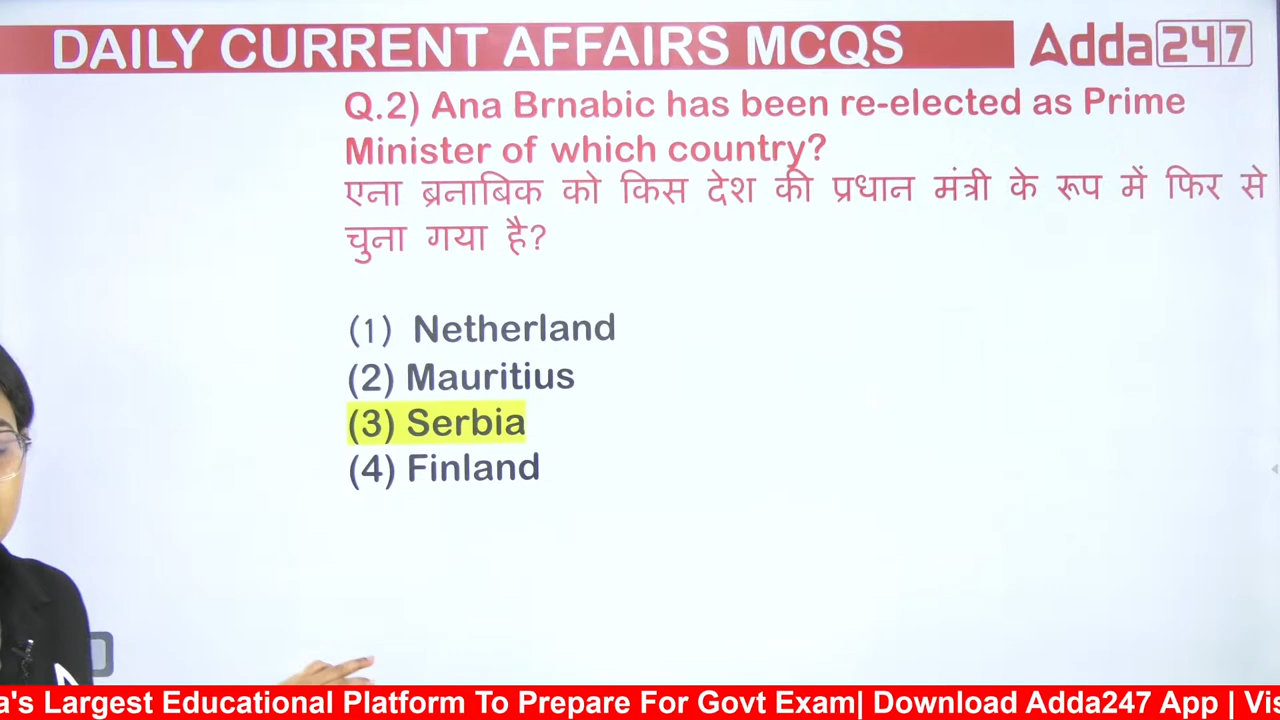 DAILY CURRENT AFFAIRS MCQS
Adda247
Q.2) Ana Brnabic has been re-elected as Prime
Minister of which country?
एना ब्रनाबिक को किस देश की प्रधान मंत्री के रूप में फिर से
चुना गया है?
(1) Netherland
(2) Mauritius
(3) Serbia
(4) Finland
a's Largest Educational Platform To Prepare For Govt Exam| Download Adda247 App | Vis